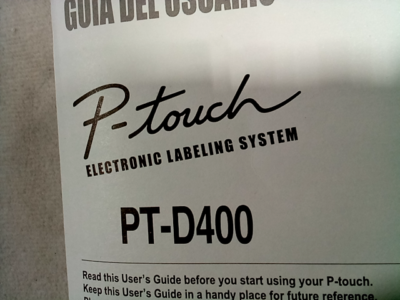 GUÍA DEL USUARIO
P-touch
ELECTRONIC LABELING SYSTEM
PT-D400
Read this User's Guide before you start using your P-touch.
Keep this User's Guide in a handy place for future reference.